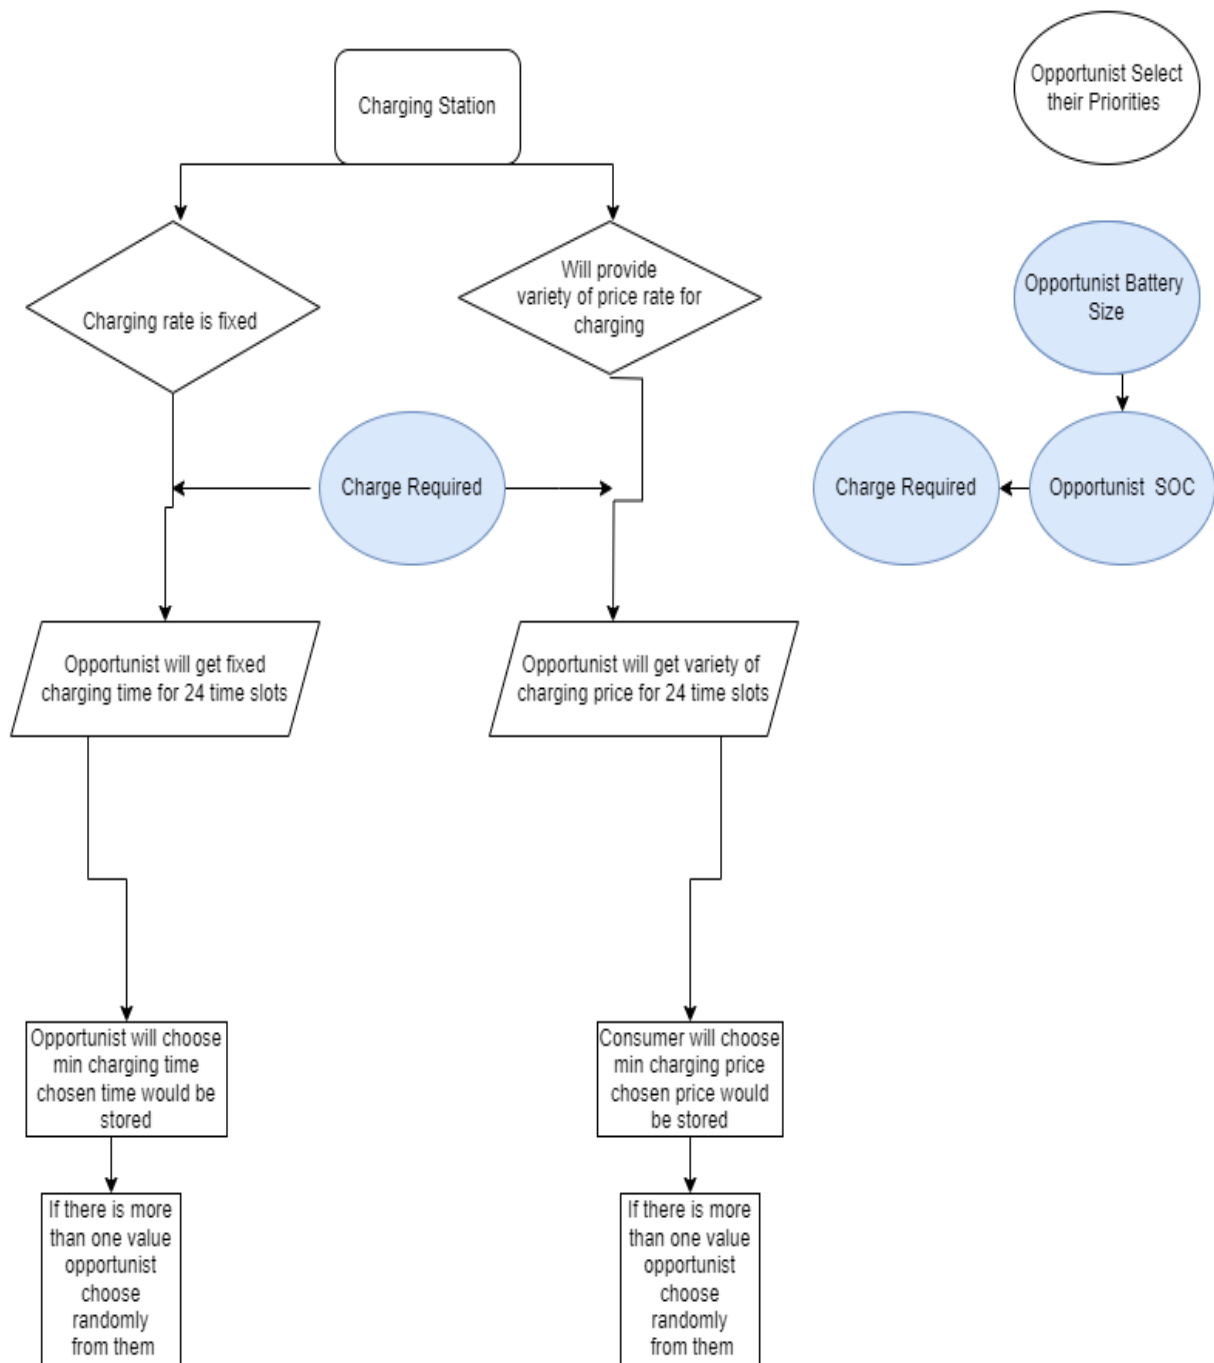 Opportunist Select
their Priorities
Charging Station
Will provide
variety of price rate for
charging
Charging rate is fixed
Opportunist Battery
Size
Charge Required
Charge Required
Opportunist SOC
Opportunist will get fixed
charging time for 24 time slots
Opportunist will get variety of
charging price for 24 time slots
Opportunist will choose
min charging time
chosen time would be
stored
Consumer will choose
min charging price
chosen price would
be stored
If there is more
than one value
opportunist
choose
randomly
from them
If there is more
than one value
opportunist
choose
randomly
from them